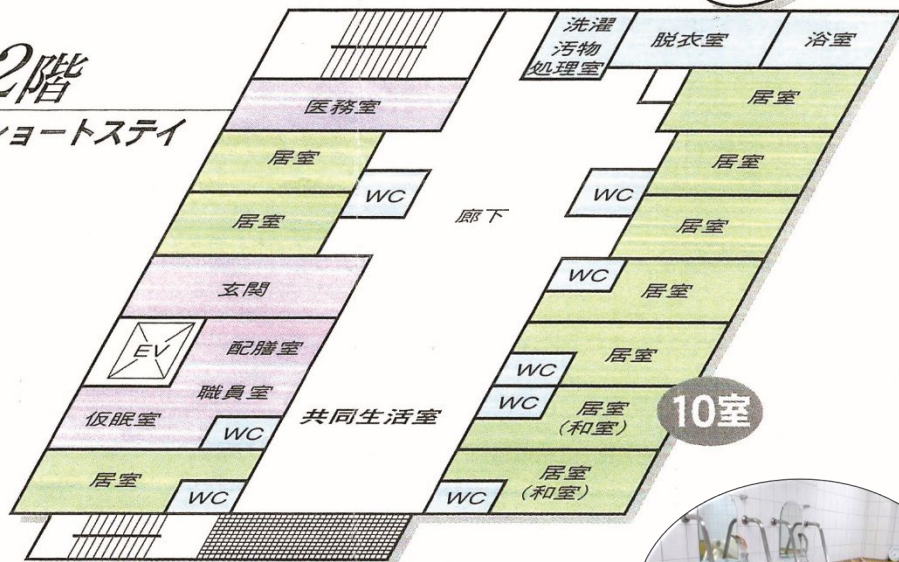 2階
ョートステイ
洗濯
汚物
処理室
脱衣室
浴室
医務室
居室
居室
居室
居室
WC
WC
廊下
居室
居室
玄関
WC
居室
EV
配膳室
職員室
仮眠室
WC
共同生活室
WC
居室
WC
居室
(和室)
10室
居室
WC
WC
居室
(和室)